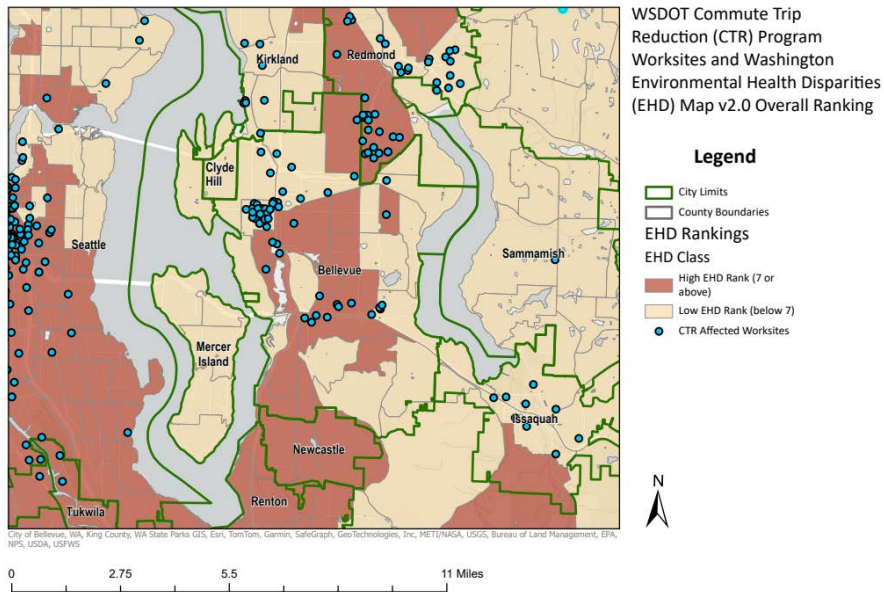 WSDOT Commute Trip
Reduction (CTR) Program
Worksites and Washington
Environmental Health Disparities
(EHD) Map v2.0 Overall Ranking
Legend
City Limits
County Boundaries
EHD Rankings
EHD Class
High EHD Rank (7 or
above)
Low EHD Rank (below 7)
CTR Affected Worksites
Kirkland
Redmond
Clyde
Hill
Seattle
Sammamish
Bellevue
Mercer
Island
Issaquah
Newcastle
Renton
Tukwila
N
City of Bellevue, WA, King County, WA State Parks GIS, Esri, TomTom, Garmin, SafeGraph, GeoTechnologies, Inc, METI/NASA, USGS, Bureau of Land Management, EPA,
NPS, USDA, USFWS
0 2.75 5.5 11 Miles